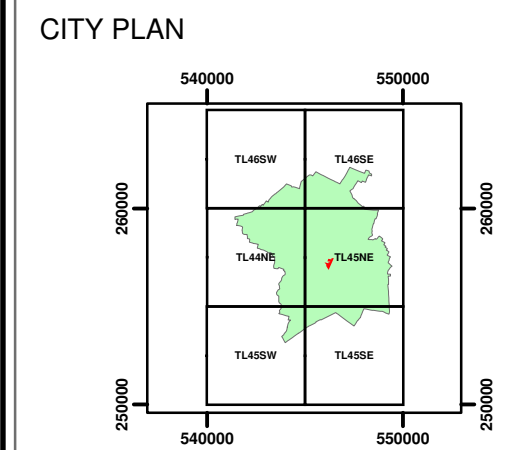 CITY PLAN
540000 550000
TL46SW TL46SE
260000 260000
TL44NE TL45NE
TL45SW TL45SE
250000 250000
540000 550000